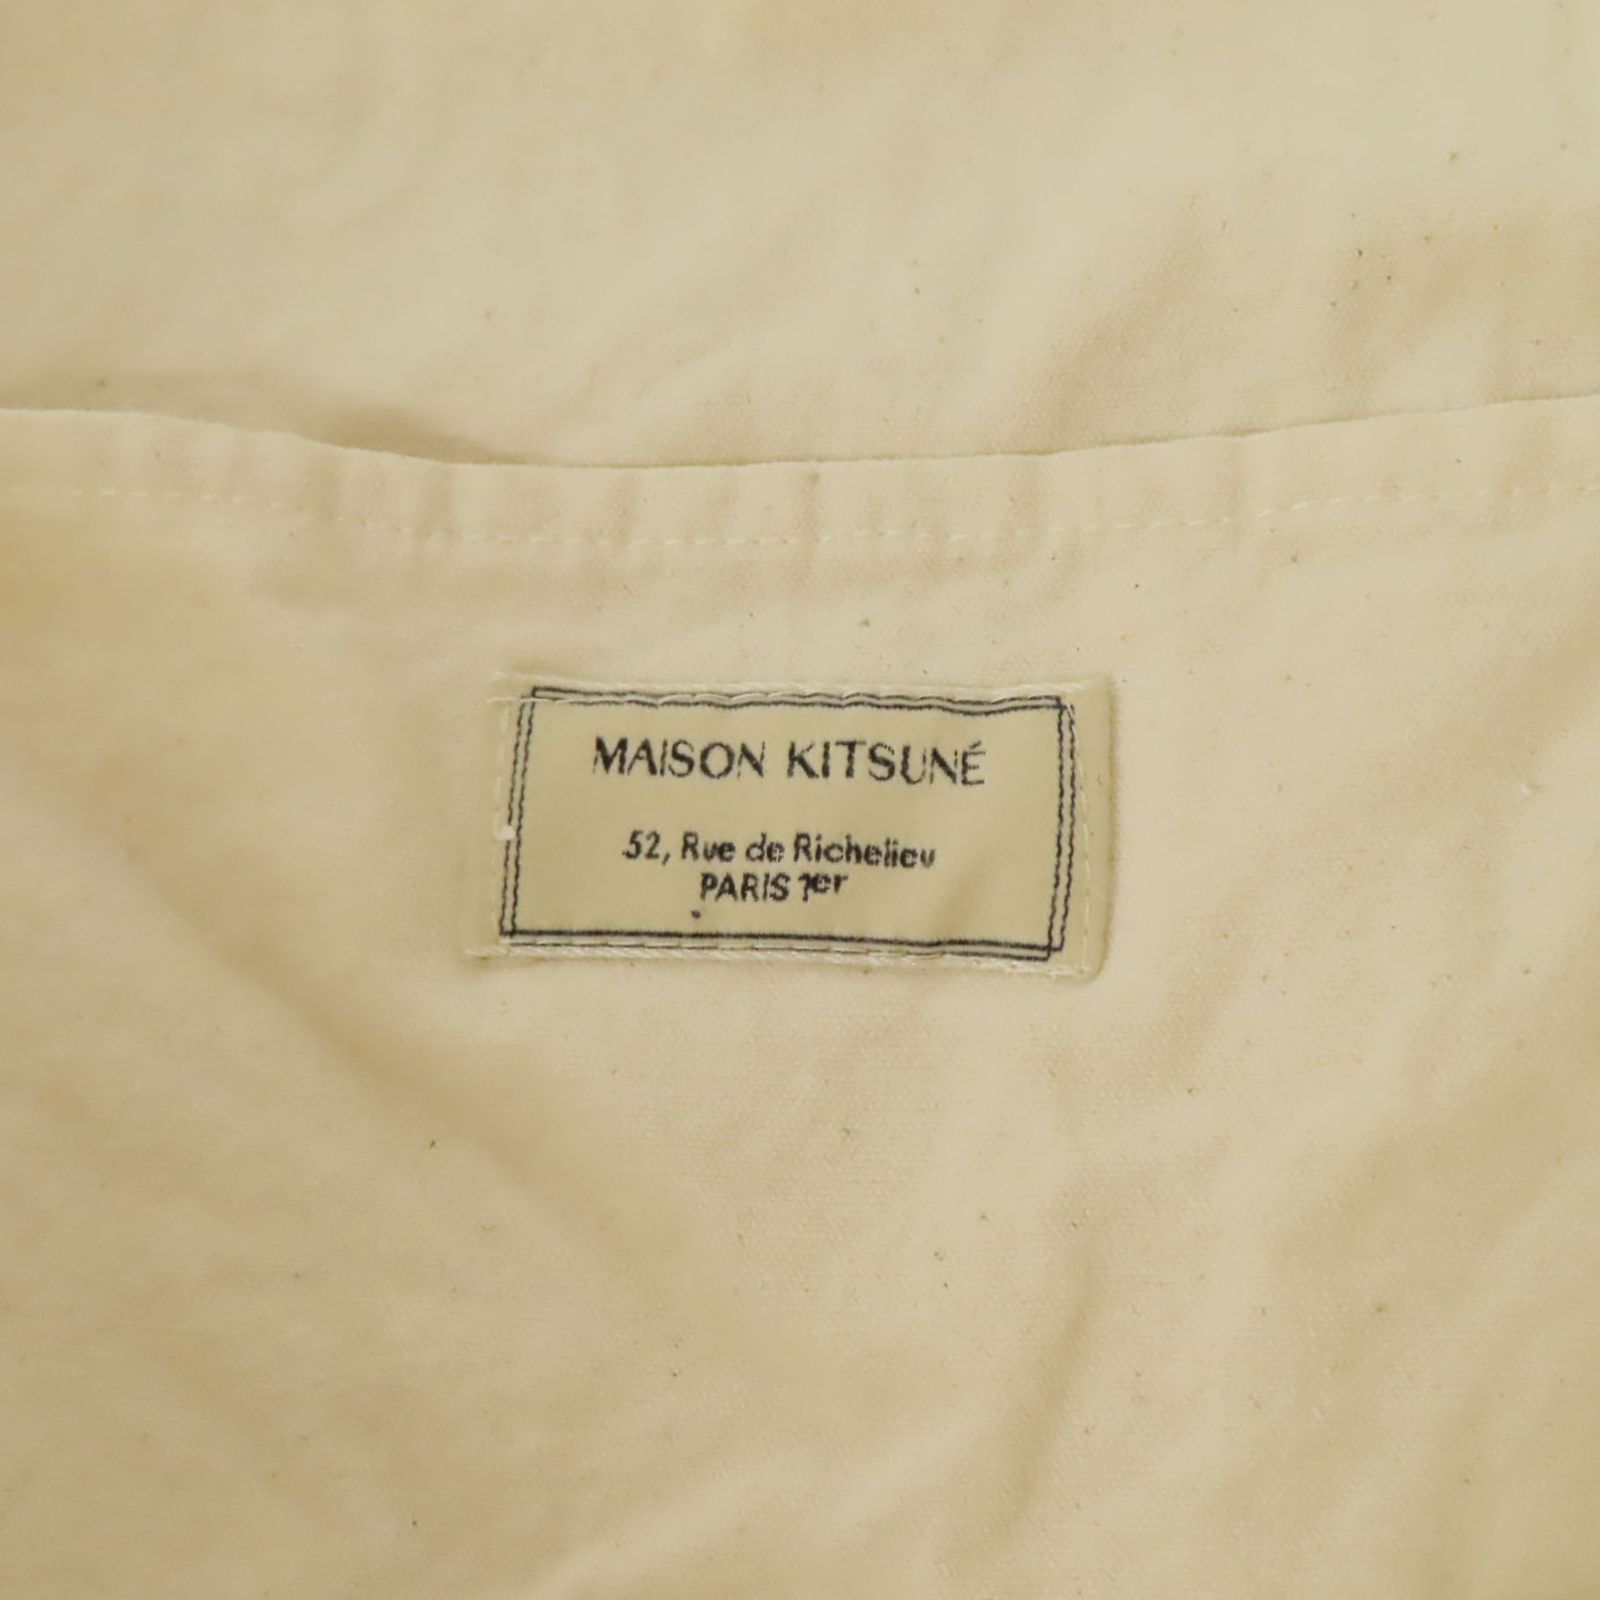 MAISON KITSUNÉ
52, Rue de Richelieu
PARIS 1er